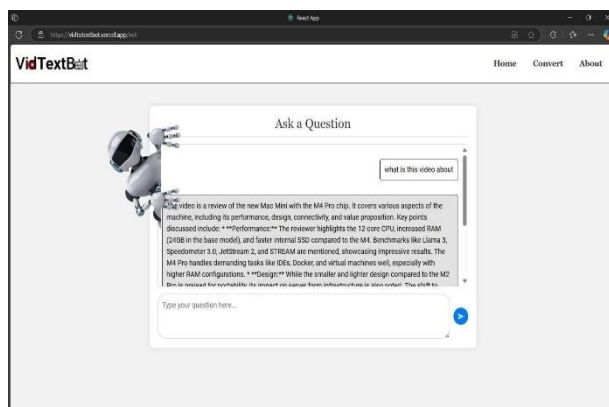 React App
https://vidtextbot.vercel.app/ask
VidTextBot
Home Convert About
Ask a Question
what is this video about
The video is a review of the new Mac Mini with the M4 Pro chip. It covers various aspects of the
machine, including its performance, design, connectivity, and value proposition. Key points
discussed include: * **Performance:** The reviewer highlights the 12 core CPU, increased RAM
(24GB in the base model), and faster internal SSD compared to the M4. Benchmarks like Llama 3,
Speedometer 3.0, JetStream 2, and STREAM are mentioned, showcasing impressive results. The
M4 Pro handles demanding tasks like IDEs, Docker, and virtual machines well, especially with
higher RAM configurations. * **Design:** While the smaller and lighter design compared to the M2
Pro is praised for portability, its impact on server farm infrastructure is also noted. The shift to
Type your question here...